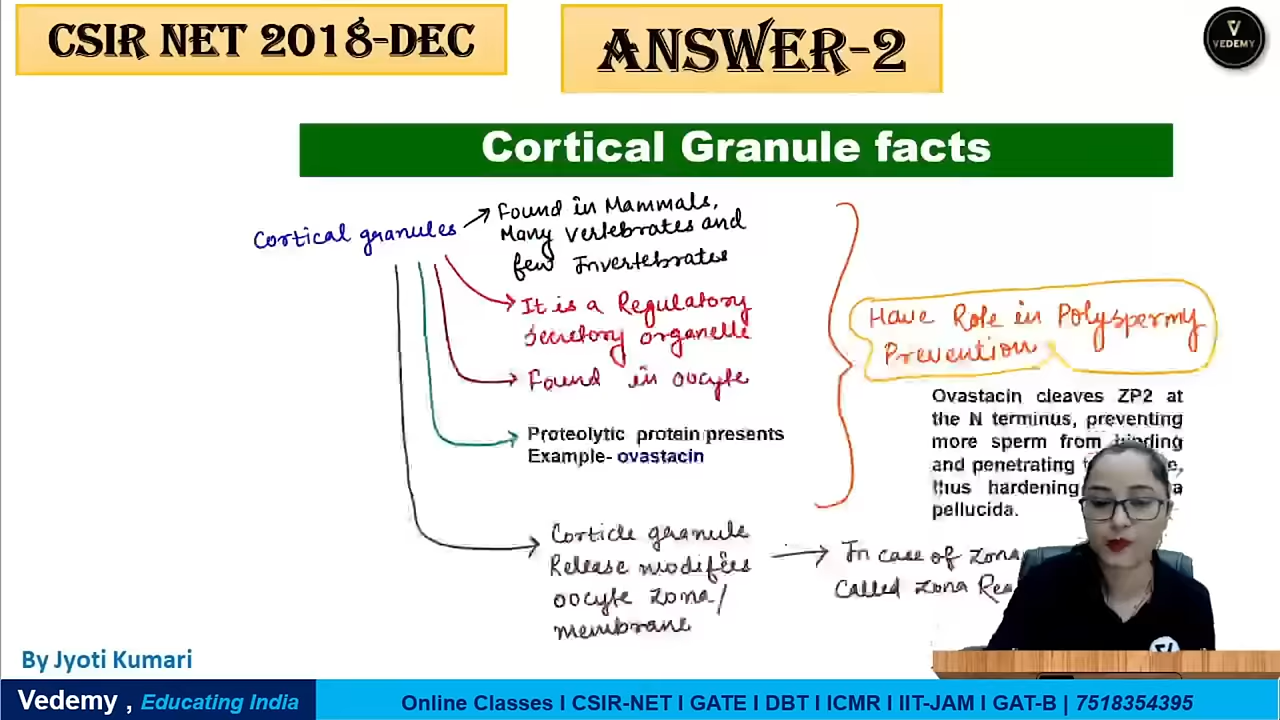 CSIR NET 2018-DEC
ANSWER-2
VEDEMY
Cortical Granule facts
Cortical granules
Found in Mammals,
Many Vertebrates and
few Invertebrates
It is a Regulatory
Secretory organelle
Found in oocyte
Proteolytic protein presents
Example- ovastacin
Corticle granule
Release modifies
oocyte zona/
membrane
Have Role in Polyspermy
Prevention
Ovastacin cleaves ZP2 at
the N terminus, preventing
more sperm from binding
and penetrating
thus hardening
pellucida.
In case of zona
Called zona
By Jyoti Kumari
Vedemy , Educating India
Online Classes I CSIR-NET I GATE I DBT I ICMR I IIT-JAM I GAT-B | 7518354395